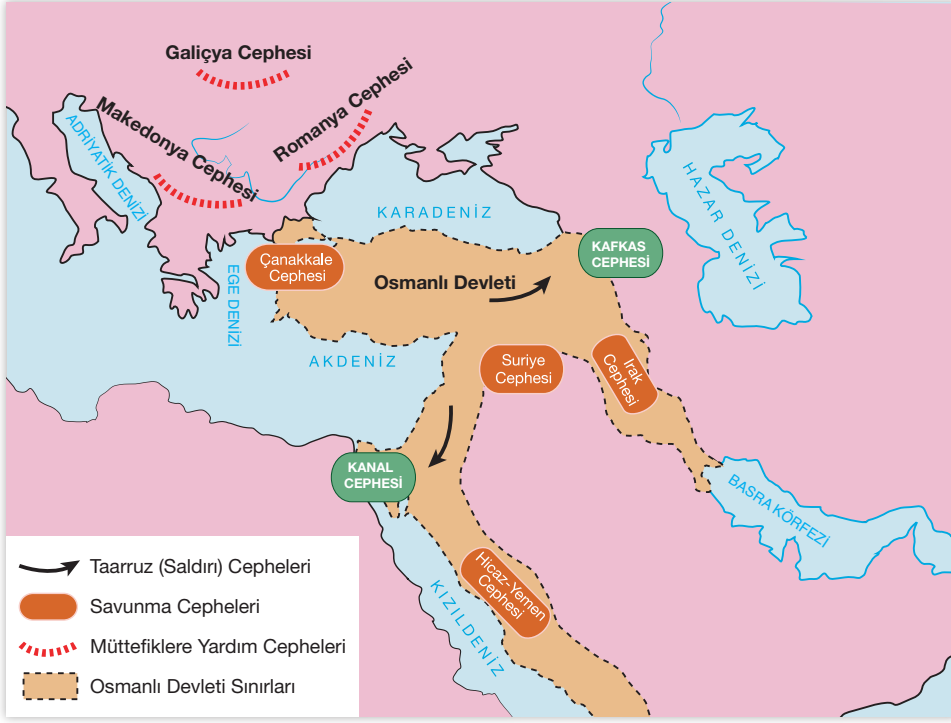 Galiçya Cephesi
Makedonya Cephesi
Romanya Cephesi
ADRİYATİK DENİZİ
KARADENİZ
HAZAR DENİZİ
KAFKAS
CEPHESİ
Çanakkale
Cephesi
EGE DENİZİ
Osmanlı Devleti
AKDENİZ
Suriye
Cephesi
Irak
Cephesi
KANAL
CEPHESİ
BASRA KÖRFEZİ
Hicaz-Yemen
Cephesi
KIZILDENİZ
Taarruz (Saldırı) Cepheleri
Savunma Cepheleri
Müttefiklere Yardım Cepheleri
Osmanlı Devleti Sınırları